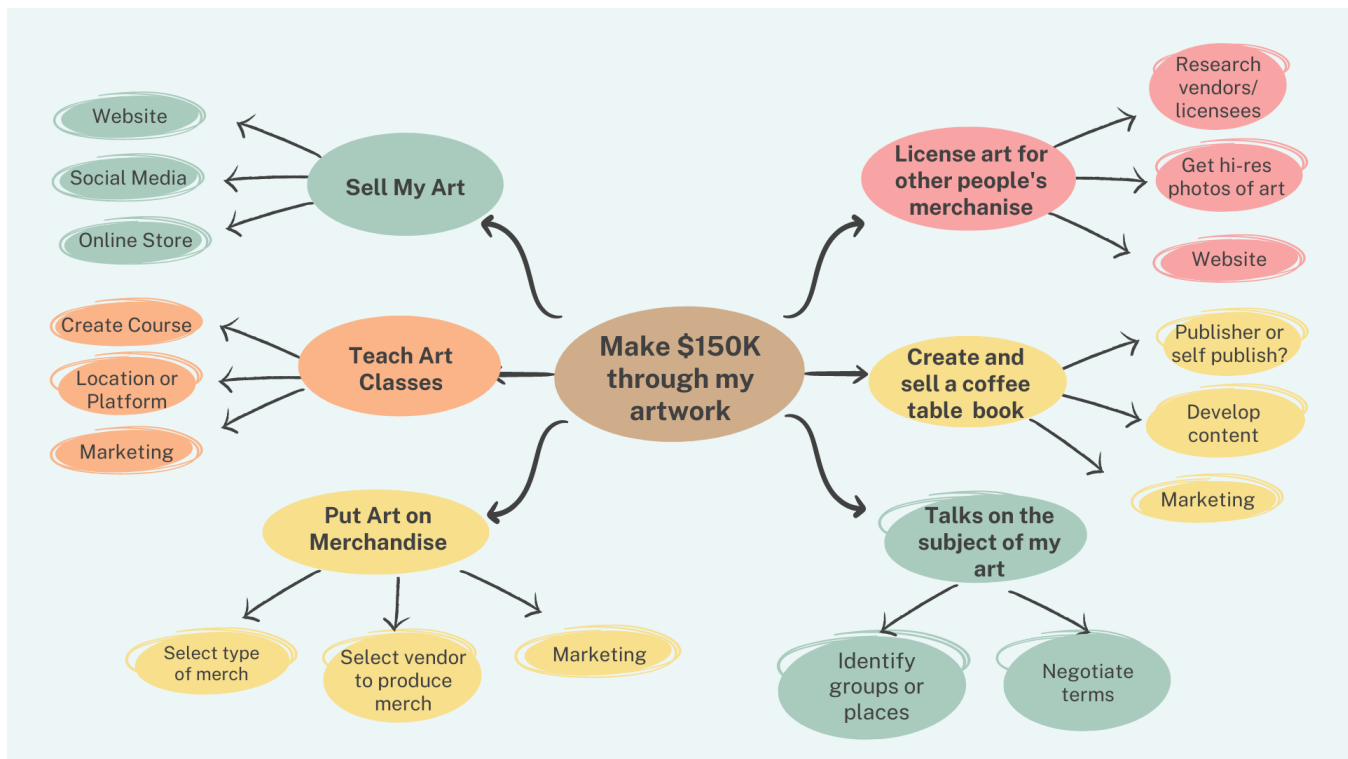 Make $150K
through my
artwork
Sell My Art
Website
Social Media
Online Store
Teach Art
Classes
Create Course
Location or
Platform
Marketing
Put Art on
Merchandise
Select type
of merch
Select vendor
to produce
merch
Marketing
License art for
other people's
merchanise
Research
vendors/
licensees
Get hi-res
photos of art
Website
Create and
sell a coffee
table book
Publisher or
self publish?
Develop
content
Marketing
Talks on the
subject of my
art
Identify
groups or
places
Negotiate
terms